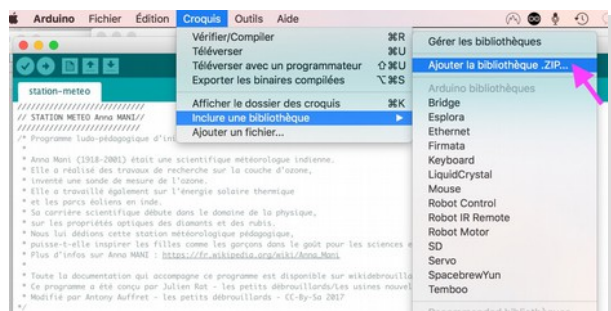 Arduino Fichier Édition Croquis Outils Aide
Vérifier/Compiler ⌘R
Téléverser ⌘U
Téléverser avec un programmateur ⇧⌘U
Exporter les binaires compilées ⌥⌘S
Afficher le dossier des croquis ⌘K
Inclure une bibliothèque
Ajouter un fichier...
Gérer les bibliothèques
Ajouter la bibliothèque .ZIP...
Arduino bibliothèques
Bridge
Esplora
Ethernet
Firmata
Keyboard
LiquidCrystal
Mouse
Robot Control
Robot IR Remote
Robot Motor
SD
Servo
SpacebrewYun
Temboo
station-meteo
////////////////////////////
// STATION METEO Anna MANI//
////////////////////////////
/* Programme ludo-pédagogique d'ini
*
* Anna Mani (1918-2001) était une scientifique météorologue indienne.
* Elle a réalisé des travaux de recherche sur la couche d'ozone,
* inventé une sonde de mesure de l'ozone.
* Elle a travaillé également sur l'énergie solaire thermique
* et les parcs éoliens en inde.
* Sa carrière scientifique débute dans le domaine de la physique,
* sur les propriétés optiques des diamants et des rubis.
* Nous lui dédions cette station météorologique pédagogique,
* puisse-t-elle inspirer les filles comme les garçons dans le goût pour les sciences e
* Plus d'infos sur Anna MANI : https://fr.wikipedia.org/wiki/Anna_Mani
*
* Toute la documentation qui accompagne ce programme est disponible sur wikidebrouilla
* Ce programme a été conçu par Julien Rat - les petits débrouillards/Les usines nouvel
* Modifié par Antony Auffret - les petits débrouillards - CC-By-Sa 2017
*/